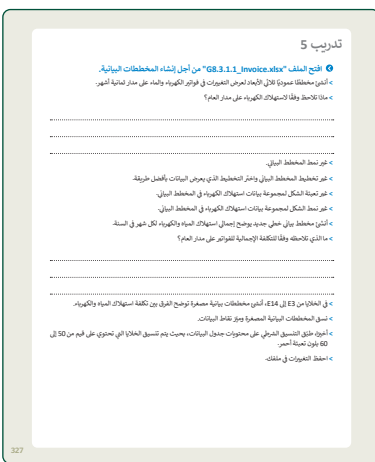 تدريب 5
افتح الملف "G8.3.1.1_Invoice.xlsx" من أجل إنشاء المخططات البيانية.
> أنشئ مخططًا عموديًا ثلاثي الأبعاد لعرض التغييرات في فواتير الكهرباء والماء على مدار ثمانية أشهر.
> ماذا تلاحظ وفقًا لاستهلاك الكهرباء على مدار العام؟
> غير نمط المخطط البياني.
> غير تخطيط المخطط البياني واختر التخطيط الذي يعرض البيانات بأفضل طريقة.
> غير تعبئة الشكل لمجموعة بيانات استهلاك الكهرباء في المخطط البياني.
> غير نمط الشكل لمجموعة بيانات استهلاك الكهرباء في المخطط البياني.
> أنشئ مخطط بياني خطي جديد يوضح إجمالي استهلاك المياه والكهرباء لكل شهر في السنة.
> ما الذي تلاحظه وفقًا للتكلفة الإجمالية للفواتير على مدار العام؟
> في الخلايا من E3 إلى E14، أنشئ مخططات بيانية مصغرة توضح الفرق بين تكلفة استهلاك المياه والكهرباء.
> نسق المخططات البيانية المصغرة وميّز نقاط البيانات.
> أخيرًا، طبّق التنسيق الشرطي على محتويات جدول البيانات، بحيث يتم تنسيق الخلايا التي تحتوي على قيم من 50 إلى
60 بلون تعبئة أحمر.
> احفظ التغييرات في ملفك.
327